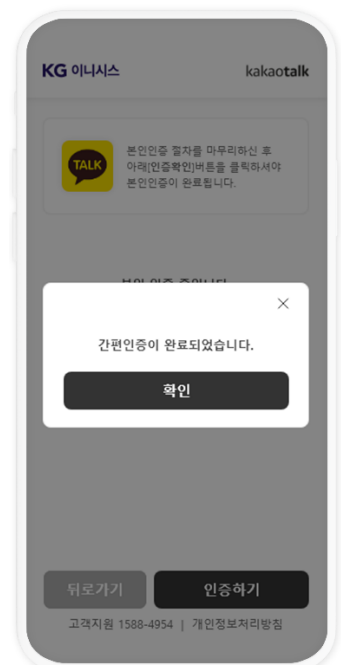 KG 이니시스
kakaotalk
TALK
본인인증 절차를 마무리하신 후
아래[인증확인]버튼을 클릭하셔야
본인인증이 완료됩니다.
간편인증이 완료되었습니다.
확인
뒤로가기
인증하기
고객지원 1588-4954 | 개인정보처리방침